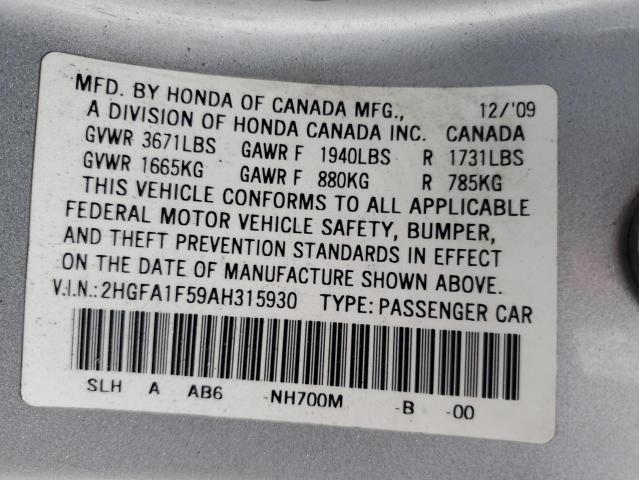 MFD. BY HONDA OF CANADA MFG., 12/'09
A DIVISION OF HONDA CANADA INC. CANADA
GVWR 3671LBS GAWR F 1940LBS R 1731LBS
GVWR 1665KG GAWR F 880KG R 785KG
THIS VEHICLE CONFORMS TO ALL APPLICABLE
FEDERAL MOTOR VEHICLE SAFETY, BUMPER,
AND THEFT PREVENTION STANDARDS IN EFFECT
ON THE DATE OF MANUFACTURE SHOWN ABOVE.
V.I.N.:2HGFA1F59AH315930 TYPE: PASSENGER CAR
SLH A AB6 -NH700M -B -00